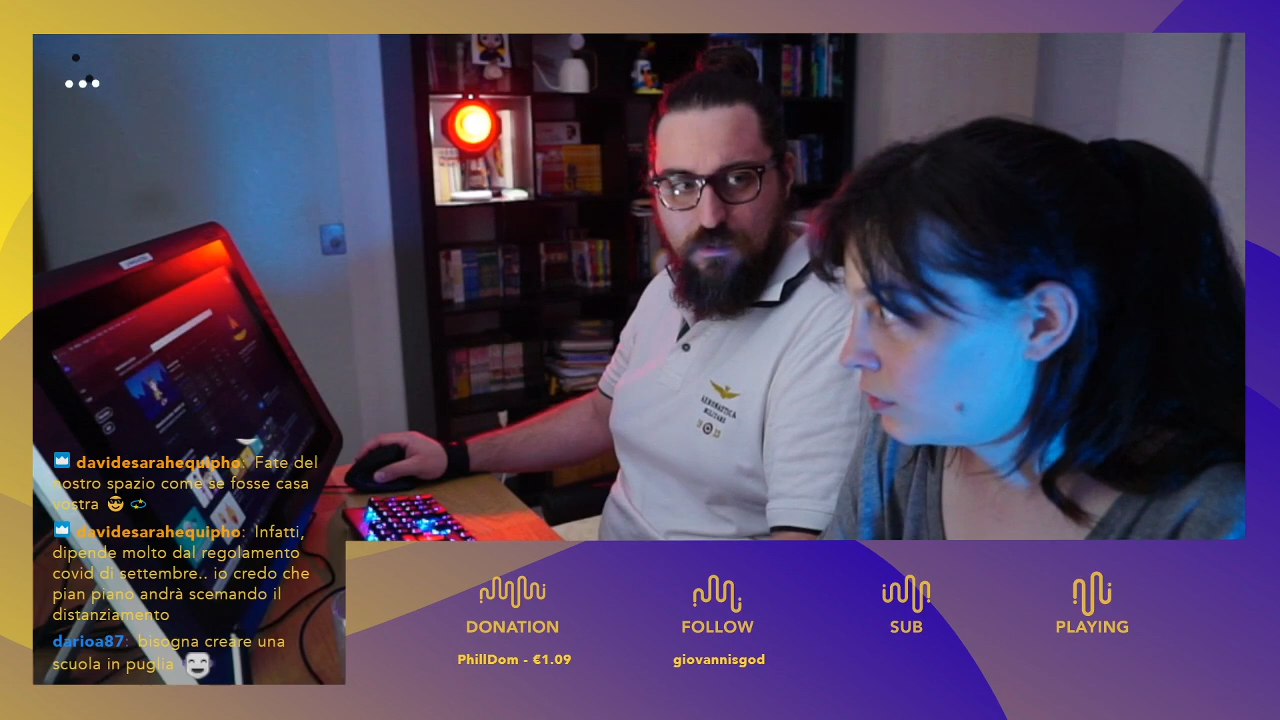 AERONAUTICA
MILITARE
davidesarahequipho: Fate del
nostro spazio come se fosse casa
vostra 😎 🪐
davidesarahequipho: Infatti,
dipende molto dal regolamento
covid di settembre.. io credo che
pian piano andrà scemando il
distanziamento
darioa87: bisogna creare una
scuola in puglia
DONATION
PhillDom - €1.09
FOLLOW
giovannisgod
SUB
PLAYING